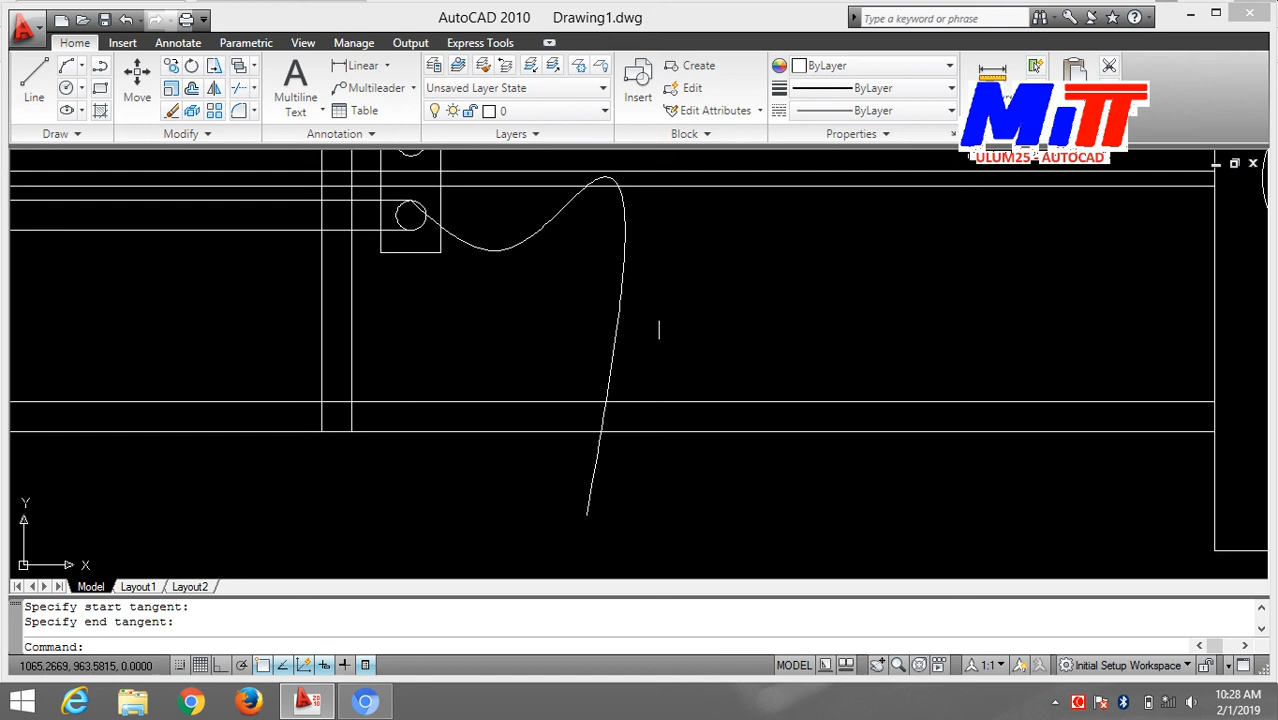 AutoCAD 2010 Drawing1.dwg
Type a keyword or phrase
Home Insert Annotate Parametric View Manage Output Express Tools
Line
Move
Multiline
Text
Linear
Multileader
Table
Unsaved Layer State
0
Insert
Create
Edit
Edit Attributes
ByLayer
ByLayer
ByLayer
Draw Modify Annotation Layers Block Properties
MiTT
ULUM25 - AUTOCAD
Y
X
Model Layout1 Layout2
Specify start tangent:
Specify end tangent:
Command:
1065.2669, 963.5815, 0.0000
MODEL
1:1
Initial Setup Workspace
10:28 AM
2/1/2019